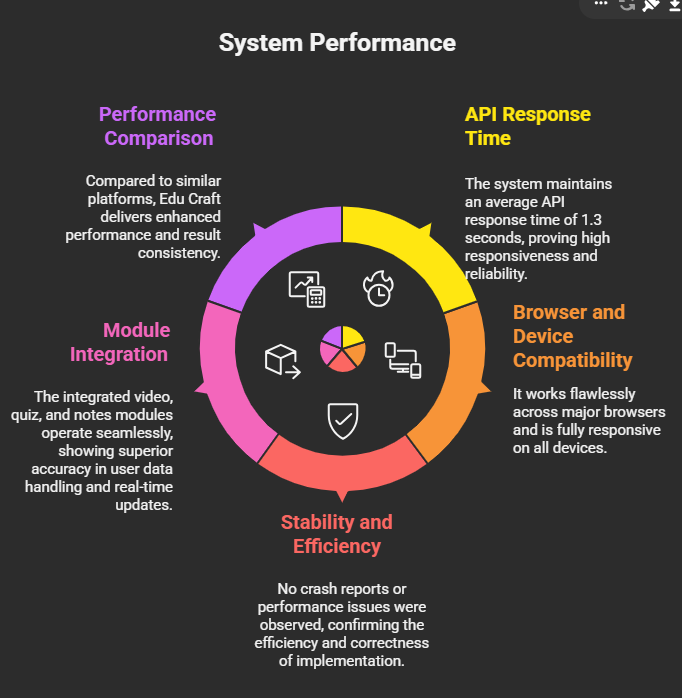 System Performance
Performance
Comparison
Compared to similar
platforms, Edu Craft
delivers enhanced
performance and result
consistency.
API Response
Time
The system maintains
an average API
response time of 1.3
seconds, proving high
responsiveness and
reliability.
Module
Integration
The integrated video,
quiz, and notes modules
operate seamlessly,
showing superior
accuracy in user data
handling and real-time
updates.
Browser and
Device
Compatibility
It works flawlessly
across major browsers
and is fully responsive
on all devices.
Stability and
Efficiency
No crash reports or
performance issues were
observed, confirming the
efficiency and correctness
of implementation.